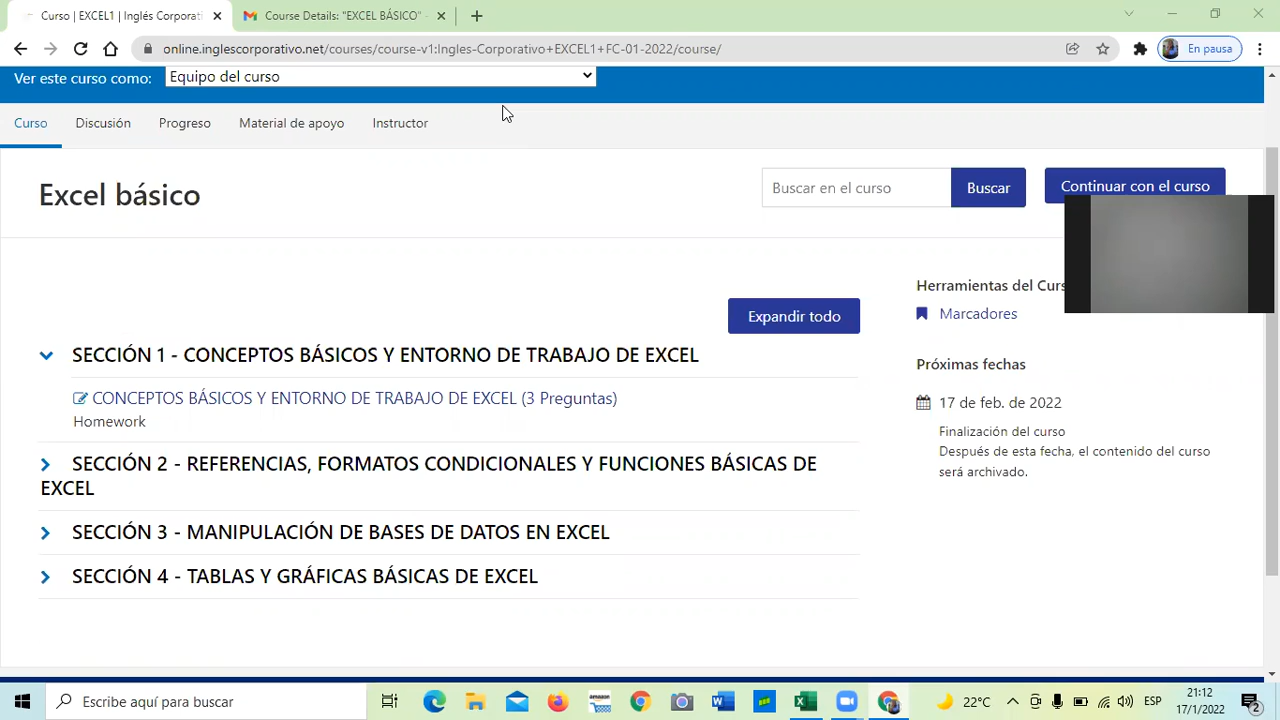 Curso | EXCEL1 | Inglés Corporati
Course Details: "EXCEL BÁSICO" -
online.inglescorporativo.net/courses/course-v1:Ingles-Corporativo+EXCEL1+FC-01-2022/course/
En pausa
Ver este curso como:
Equipo del curso
Curso
Discusión
Progreso
Material de apoyo
Instructor
Excel básico
Buscar en el curso
Buscar
Continuar con el curso
Herramientas del Curs
Marcadores
Expandir todo
SECCIÓN 1 - CONCEPTOS BÁSICOS Y ENTORNO DE TRABAJO DE EXCEL
CONCEPTOS BÁSICOS Y ENTORNO DE TRABAJO DE EXCEL (3 Preguntas)
Homework
SECCIÓN 2 - REFERENCIAS, FORMATOS CONDICIONALES Y FUNCIONES BÁSICAS DE
EXCEL
SECCIÓN 3 - MANIPULACIÓN DE BASES DE DATOS EN EXCEL
SECCIÓN 4 - TABLAS Y GRÁFICAS BÁSICAS DE EXCEL
Próximas fechas
17 de feb. de 2022
Finalización del curso
Después de esta fecha, el contenido del curso
será archivado.
Escribe aquí para buscar
amazon
22°C
ESP
21:12
17/1/2022
2